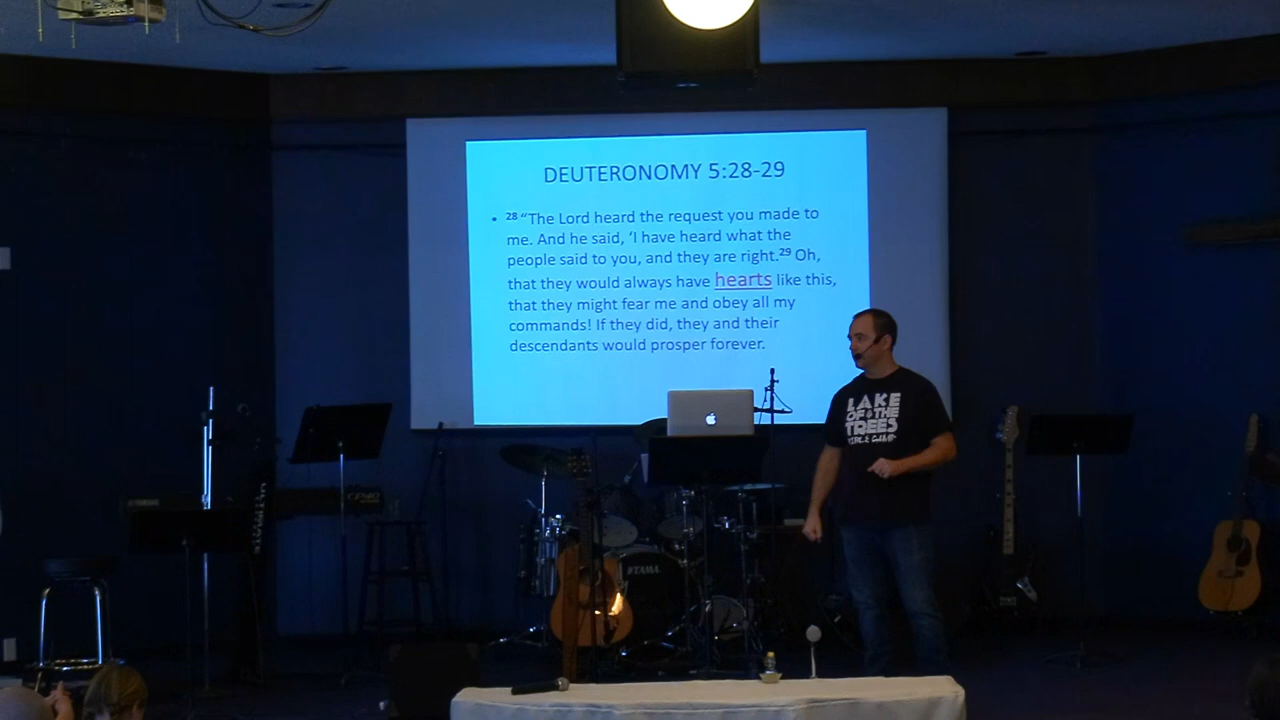 DEUTERONOMY 5:28-29
• 28 “The Lord heard the request you made to
me. And he said, ‘I have heard what the
people said to you, and they are right.29 Oh,
that they would always have hearts like this,
that they might fear me and obey all my
commands! If they did, they and their
descendants would prosper forever.
LAKE
OF THE
TREES
BIBLE CAMP
TAMA